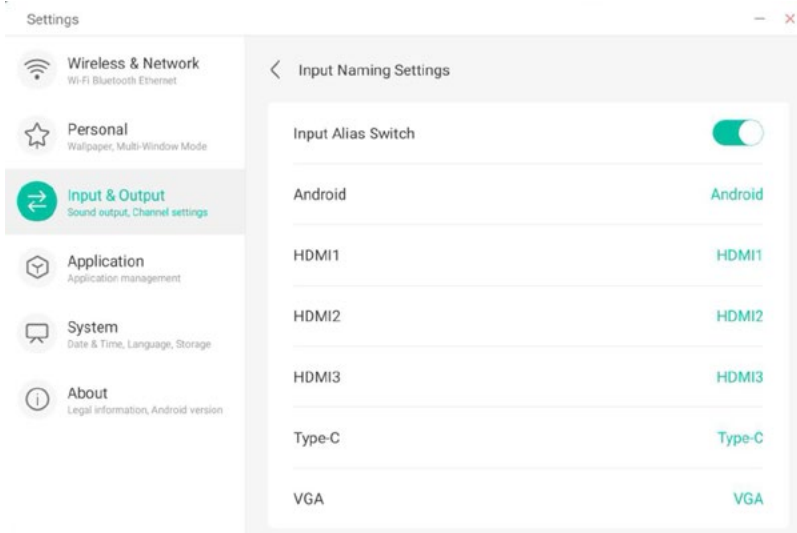 Settings
Wireless & Network
Wi-Fi Bluetooth Ethernet
Personal
Wallpaper, Multi-Window Mode
Input & Output
Sound output, Channel settings
Application
Application management
System
Date & Time, Language, Storage
About
Legal information, Android version
Input Naming Settings
Input Alias Switch
Android Android
HDMI1 HDMI1
HDMI2 HDMI2
HDMI3 HDMI3
Type-C Type-C
VGA VGA